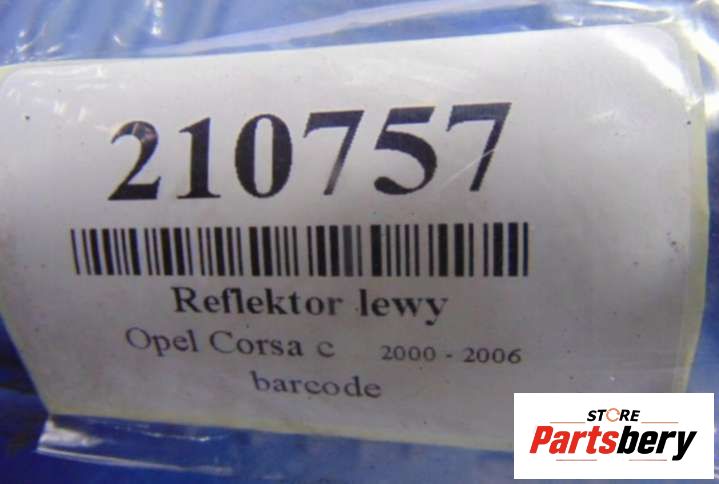 210757
Reflektor lewy
Opel Corsa c 2000 - 2006
barcode
STORE
Partsbery